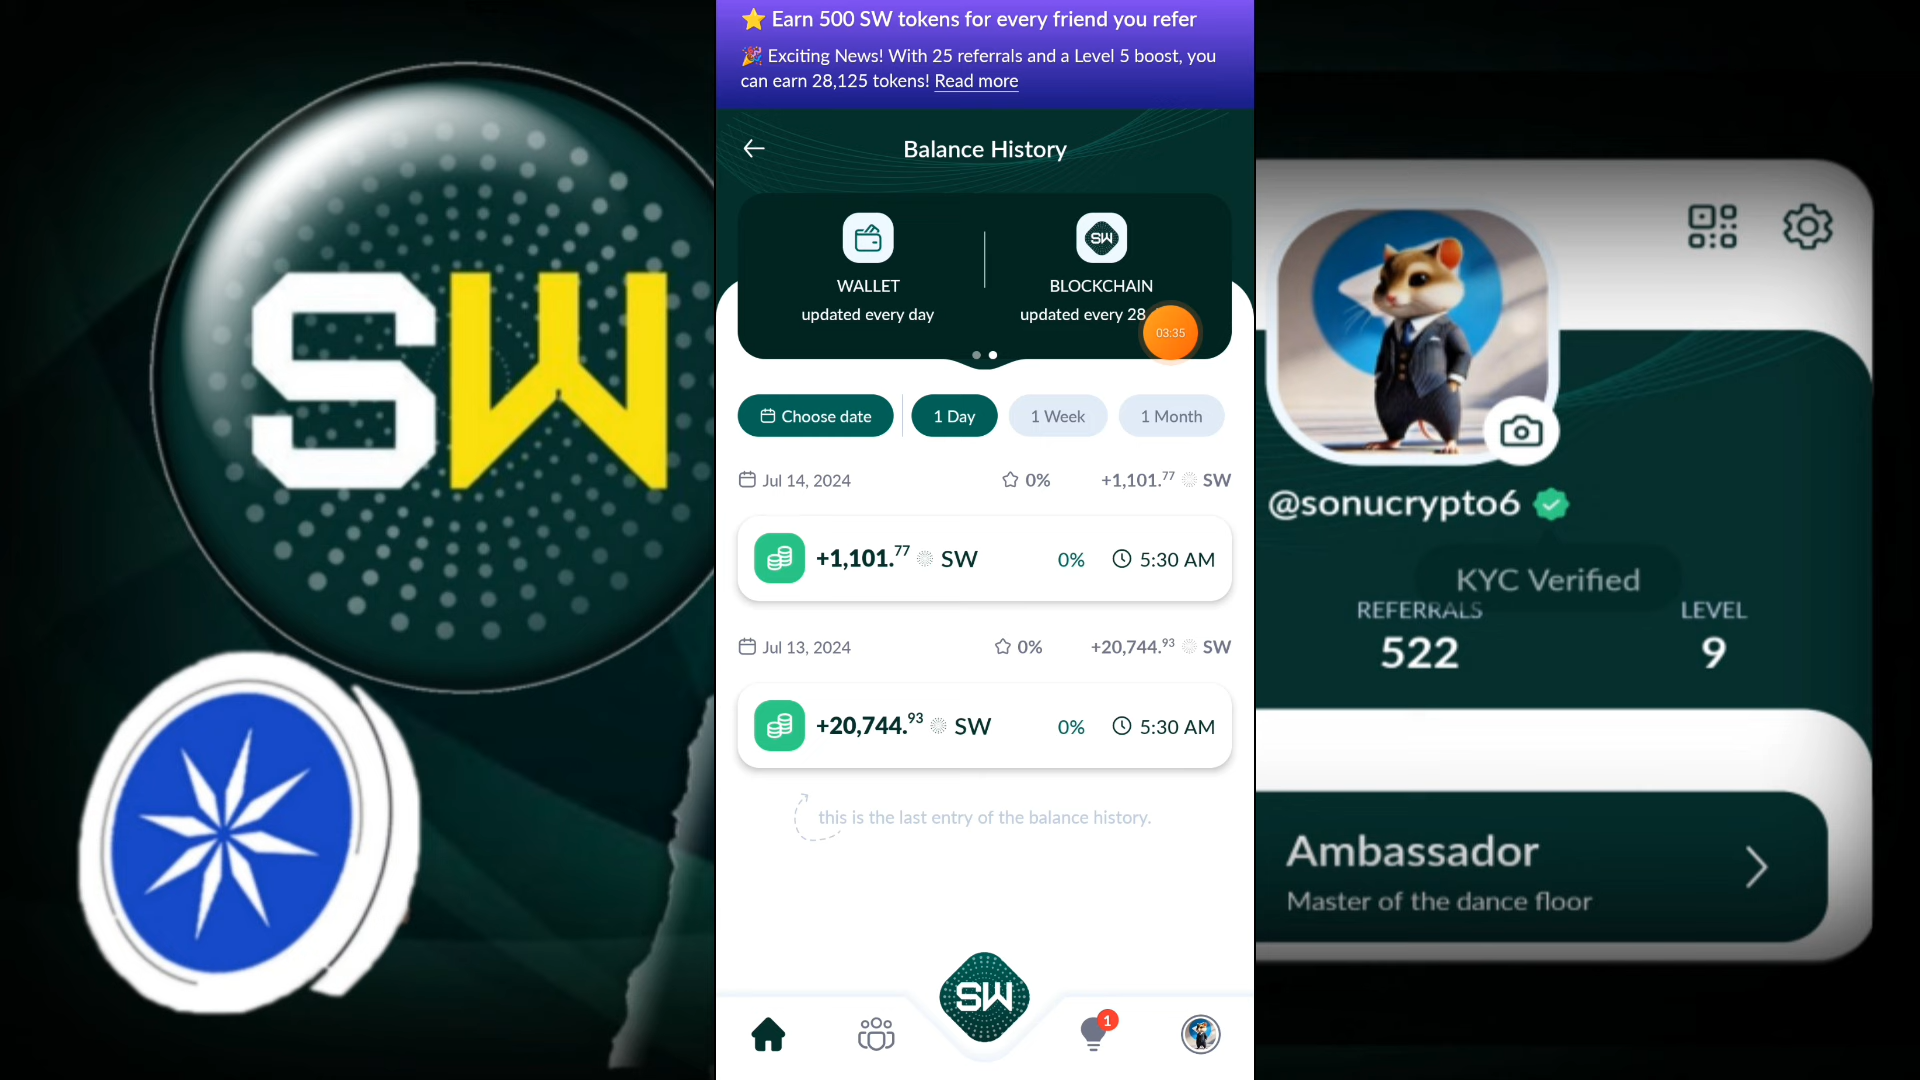 ⭐ Earn 500 SW tokens for every friend you refer
🎉 Exciting News! With 25 referrals and a Level 5 boost, you
can earn 28,125 tokens! Read more
Balance History
SW
WALLET
BLOCKCHAIN
updated every day
updated every 28
03:35
Choose date
1 Day
1 Week
1 Month
Jul 14, 2024 0% +1,101.77 SW
+1,101.77 SW 0% 5:30 AM
Jul 13, 2024 0% +20,744.93 SW
+20,744.93 SW 0% 5:30 AM
this is the last entry of the balance history.
SW
1
SW
@sonucrypto6
KYC Verified
REFERRALS
LEVEL
522
9
Ambassador
Master of the dance floor